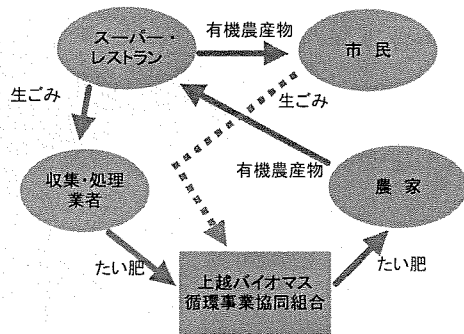 スーパー・
レストラン
有機農産物
市　民
生ごみ
生ごみ
収集・処理
業者
有機農産物
農　家
たい肥
上越バイオマス
循環事業協同組合
たい肥